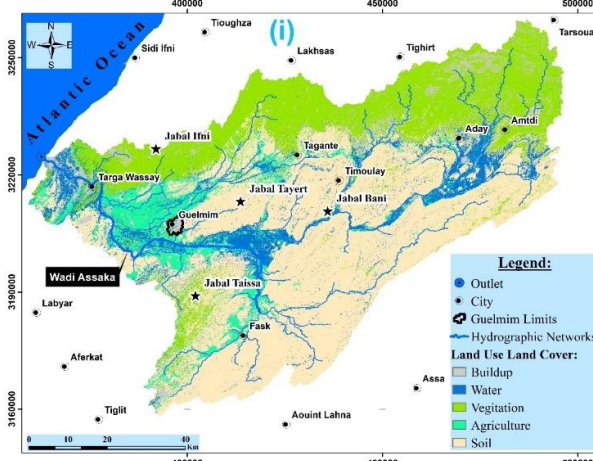 400000
450000
500000
N
W
E
S
Tioughza
(i)
Tarsoua
Sidi Ifni
Lakhsas
Tighirt
3250000
Atlantic Ocean
Jabal Ifni
Aday
Amtdi
Tagante
3220000
Targa Wassay
Timoulay
Jabal Tayert
Jabal Bani
Guelmim
Wadi Assaka
Jabal Taissa
3190000
Labyar
Fask
Aferkat
Assa
Tiglit
Aouint Lahna
3160000
Legend:
Outlet
City
Guelmim Limits
Hydrographic Networks
Land Use Land Cover:
Buildup
Water
Vegitation
Agriculture
Soil
0 10 20 40
Km
400000
450000
500000